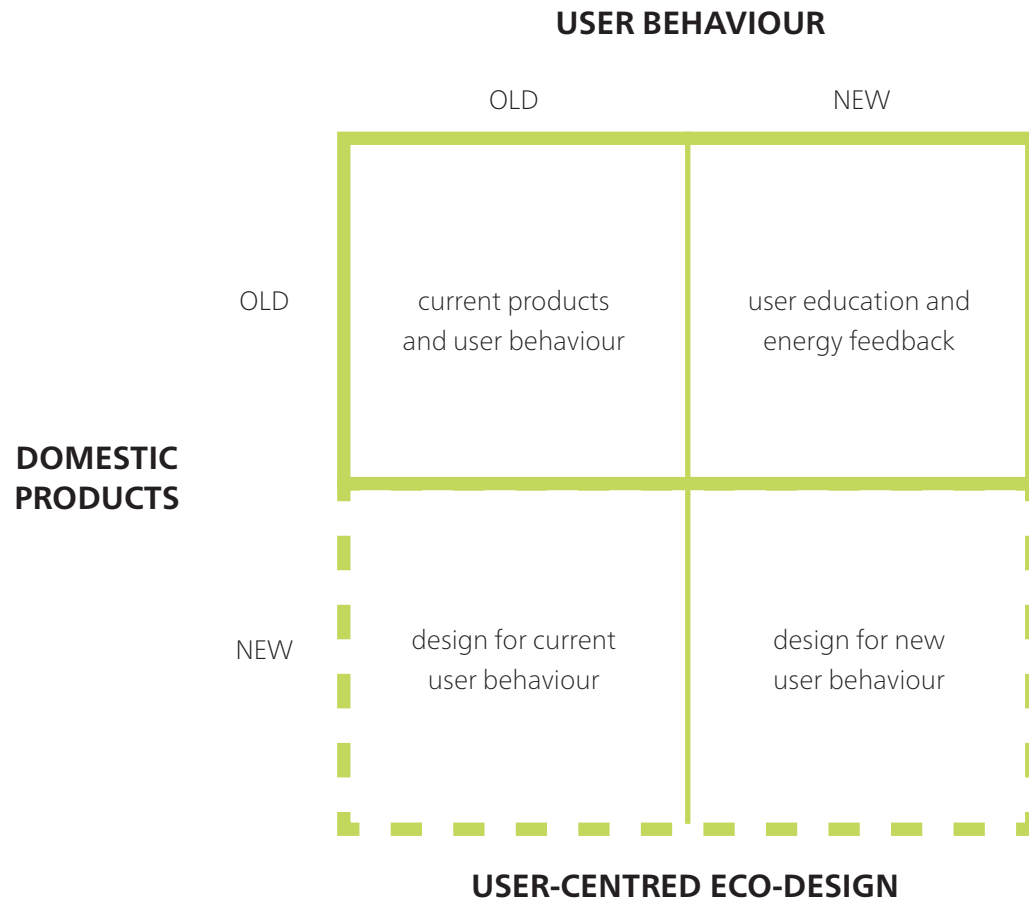 USER BEHAVIOUR
OLD
NEW
OLD
current products
and user behaviour
user education and
energy feedback
DOMESTIC
PRODUCTS
NEW
design for current
user behaviour
design for new
user behaviour
USER-CENTRED ECO-DESIGN